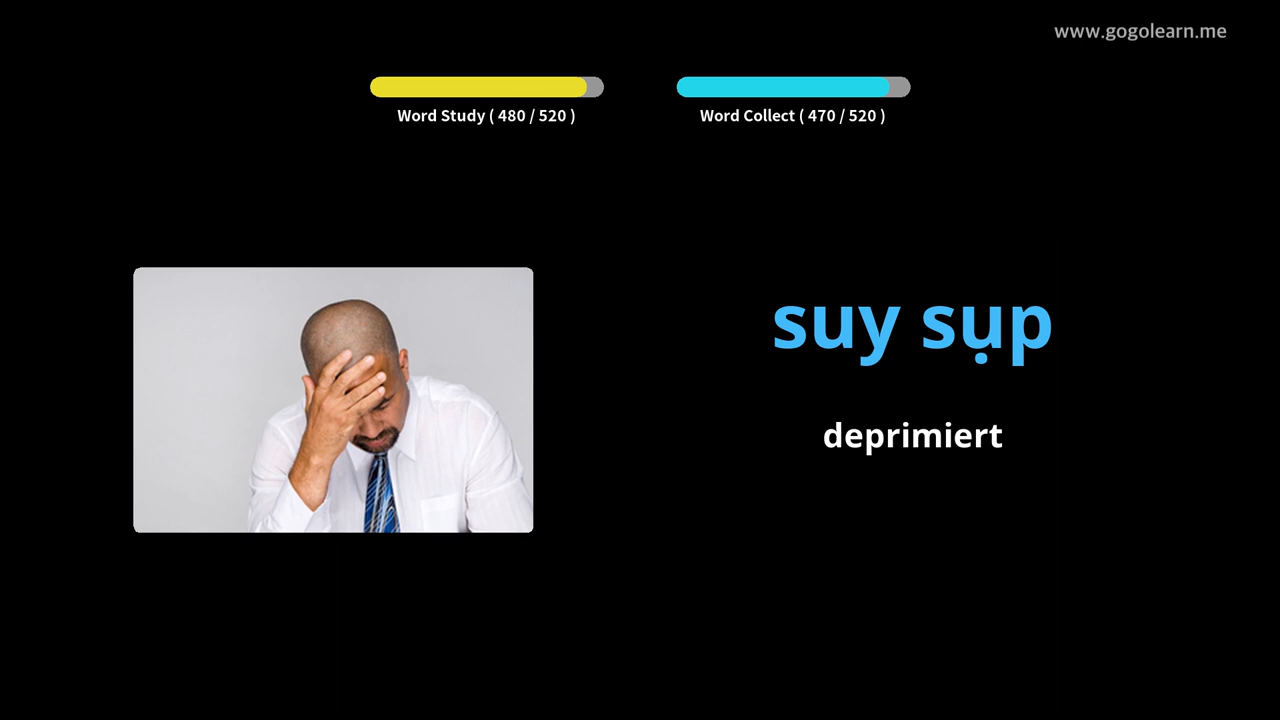 www.gogolearn.me
Word Study ( 480 / 520 )
Word Collect ( 470 / 520 )
suy sụp
deprimiert